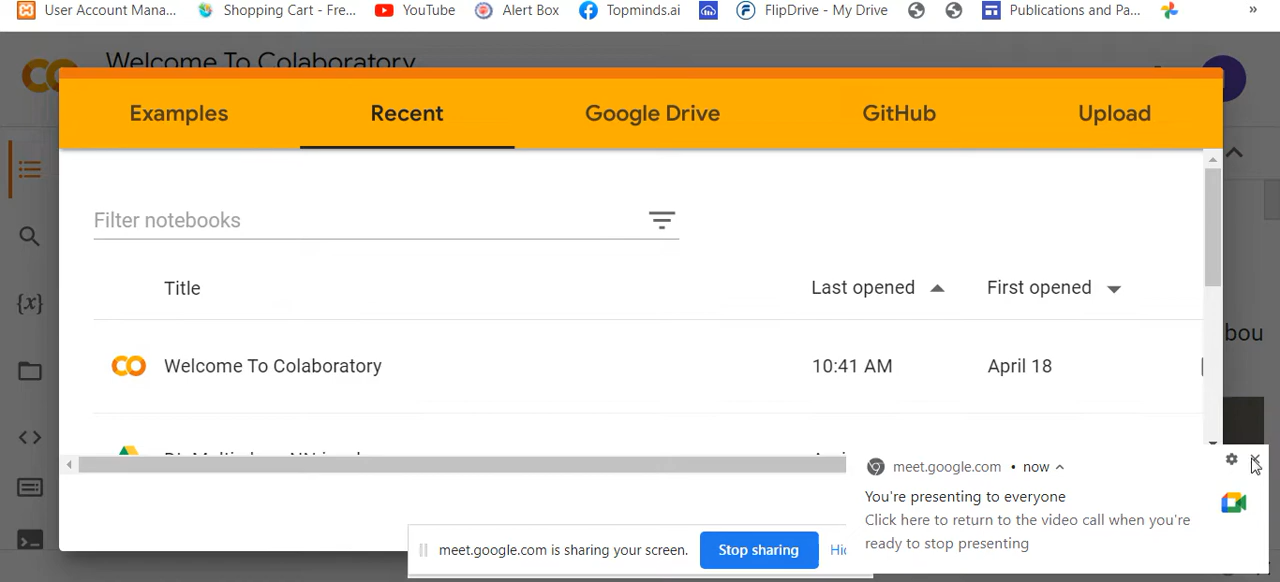 User Account Mana... Shopping Cart - Fre... YouTube Alert Box Topminds.ai FlipDrive - My Drive Publications and Pa... »
Welcome To Colaboratory
Examples Recent Google Drive GitHub Upload
Filter notebooks
{x}
Title Last opened First opened
bou
Welcome To Colaboratory 10:41 AM April 18
meet.google.com • now
You're presenting to everyone
Click here to return to the video call when you're
ready to stop presenting
meet.google.com is sharing your screen. Stop sharing